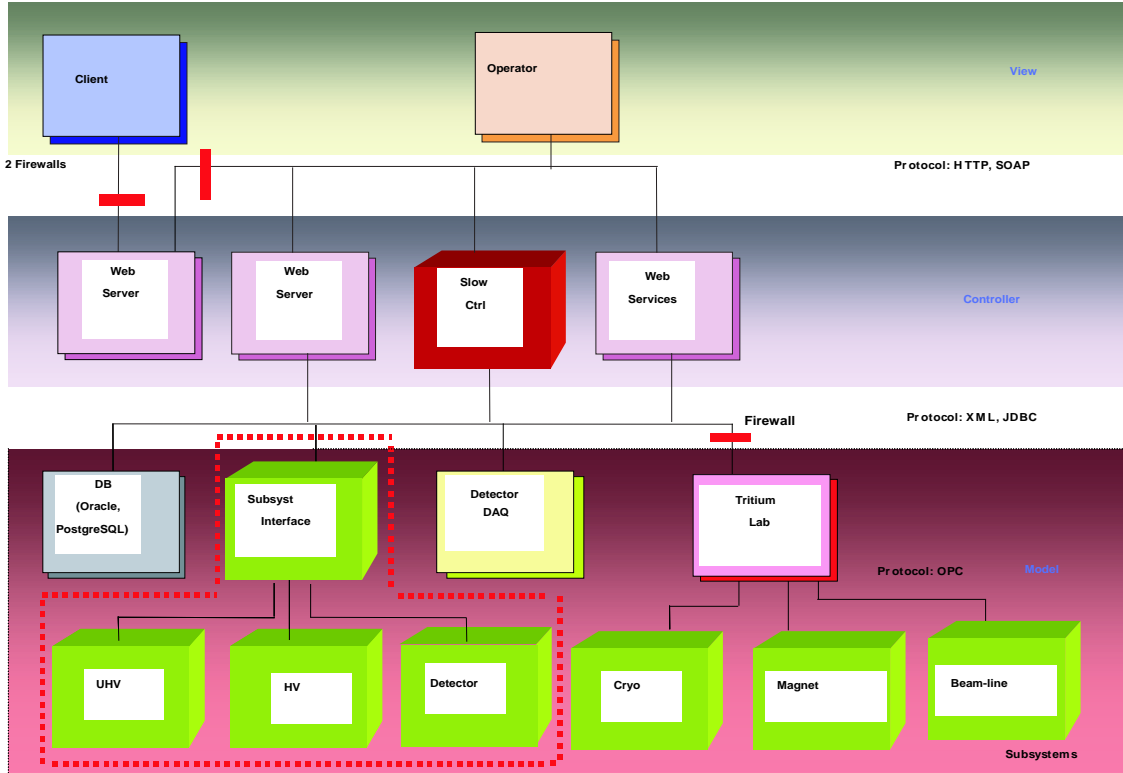 Client
Operator
View
2 Firewalls
Protocol: HTTP, SOAP
Web
Server
Web
Server
Slow
Ctrl
Web
Services
Controller
Protocol: XML, JDBC
Firewall
DB
(Oracle,
PostgreSQL)
Subsyst
Interface
Detector
DAQ
Tritium
Lab
Protocol: OPC
Model
UHV
HV
Detector
Cryo
Magnet
Beam-line
Subsystems